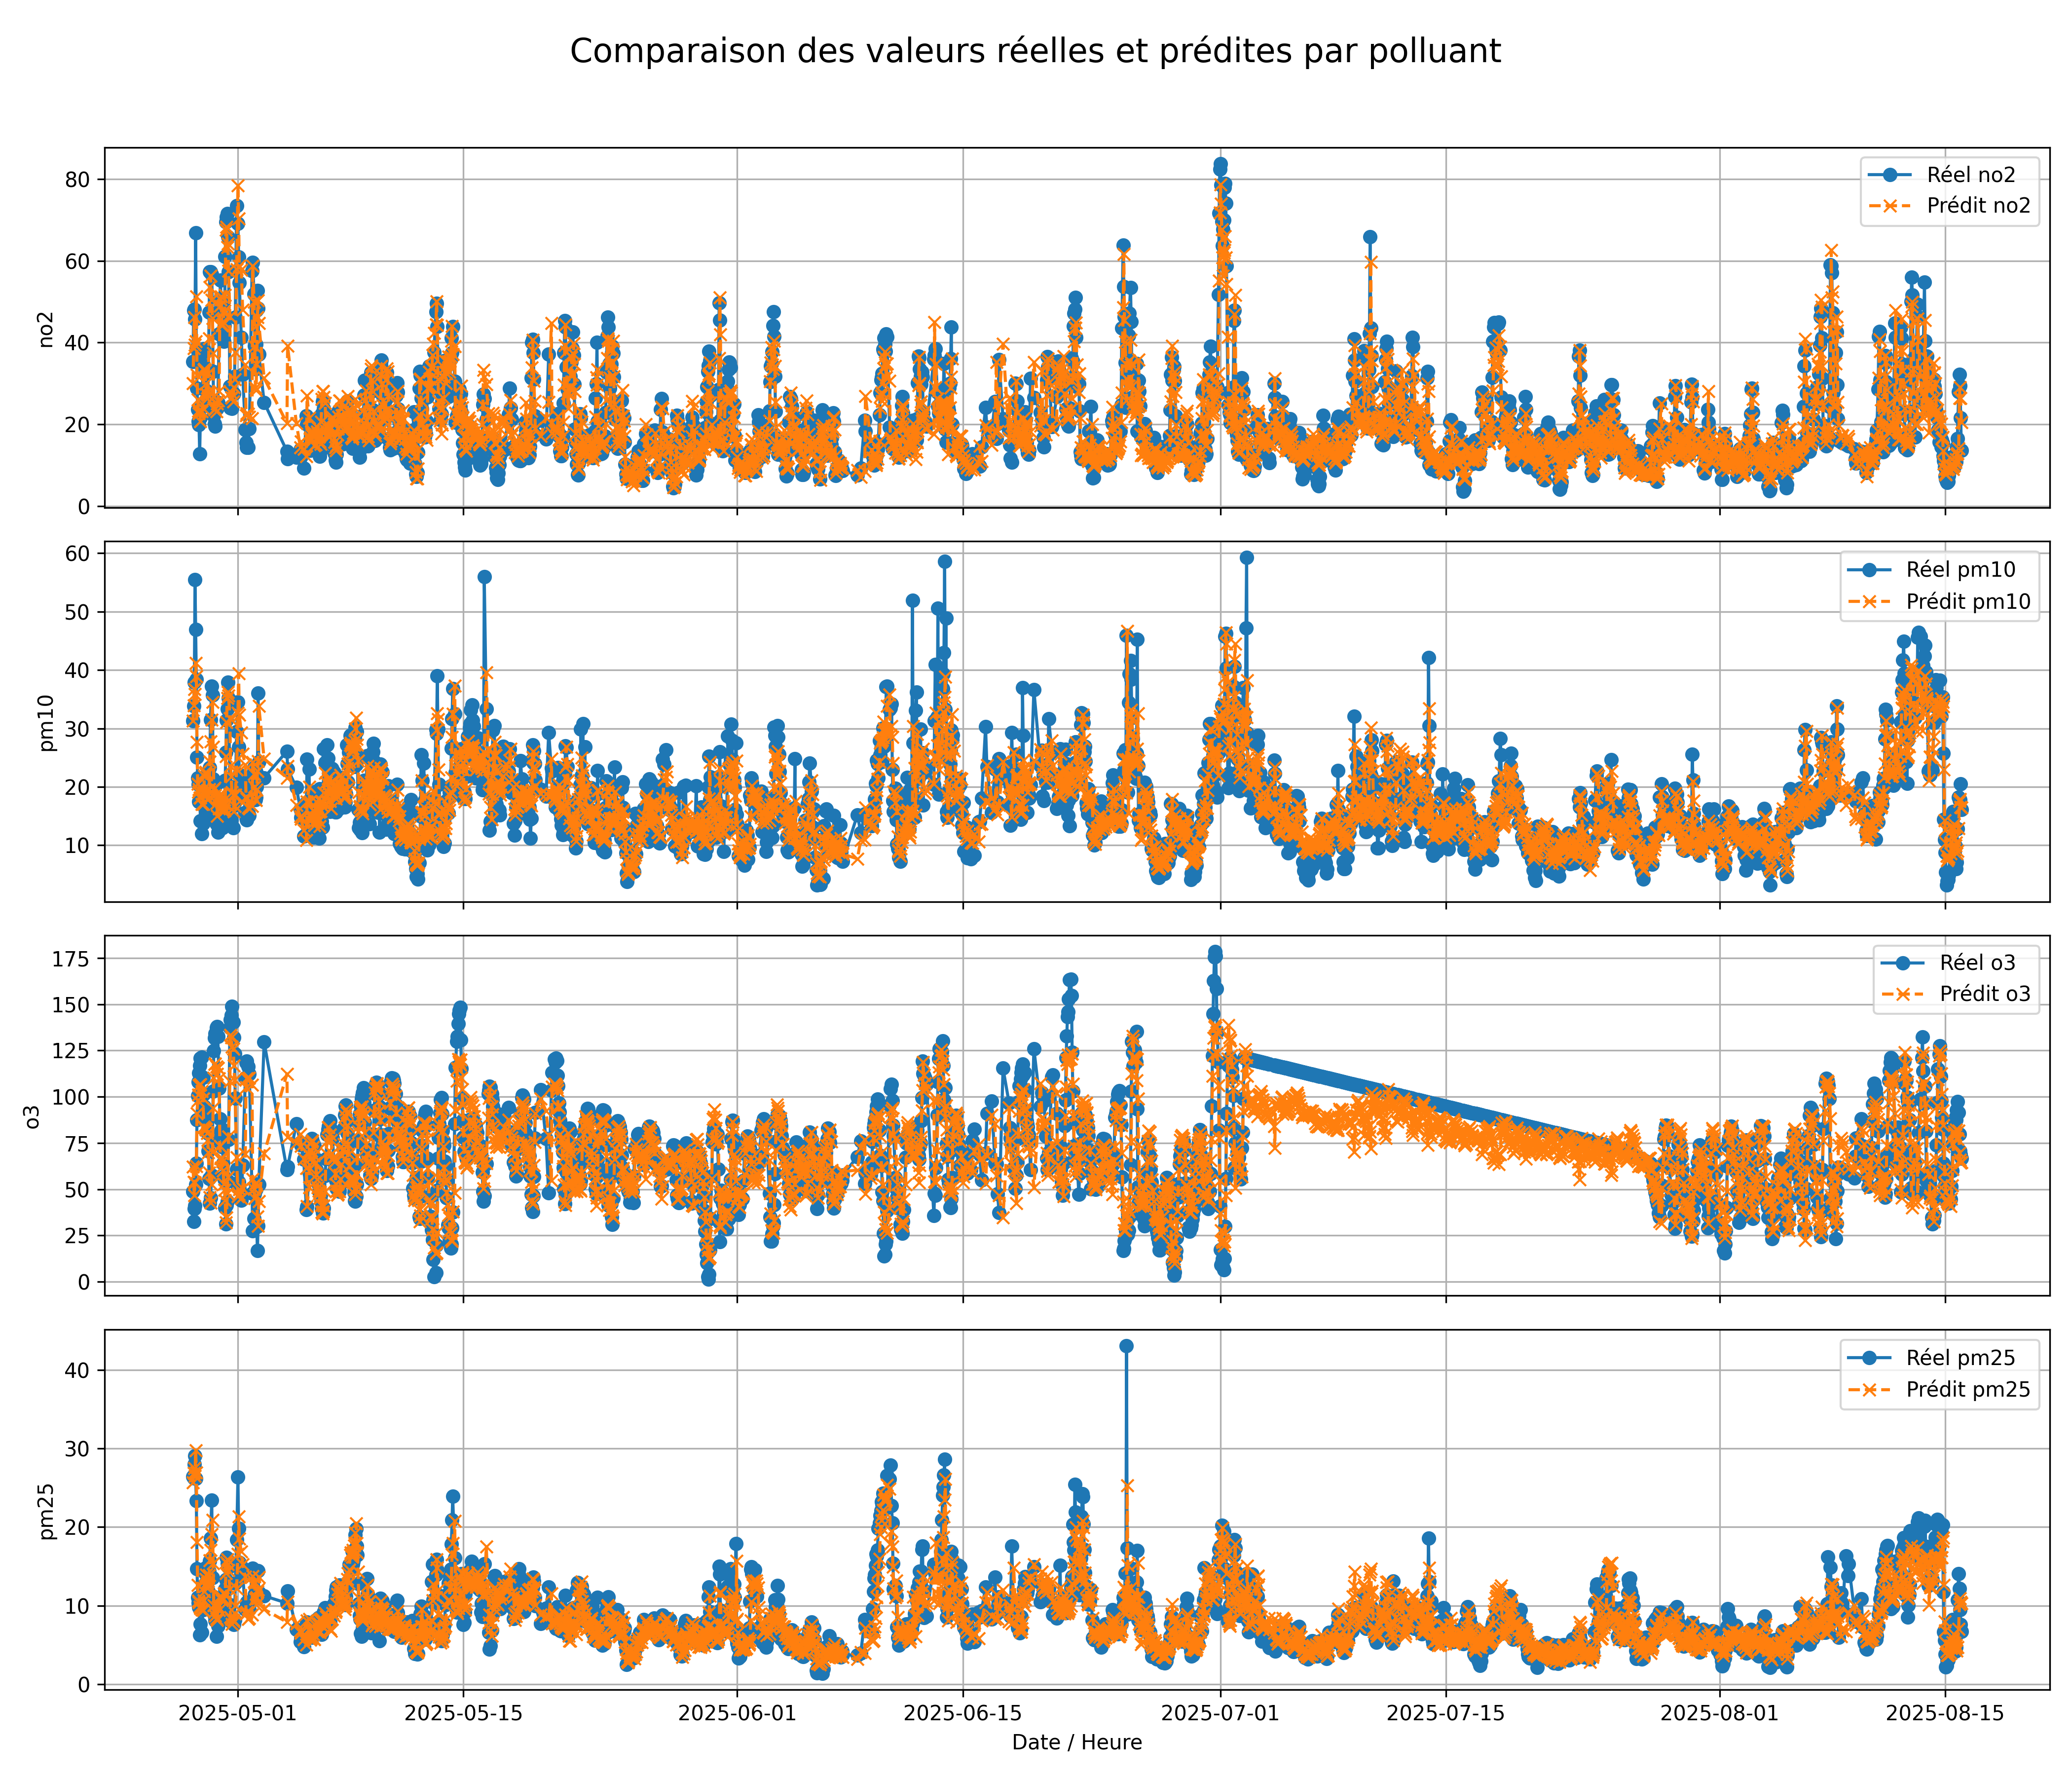 Comparaison des valeurs réelles et prédites par polluant
80
60
40
20
0
no2
Réel no2
Prédit no2
60
50
40
30
20
10
pm10
Réel pm10
Prédit pm10
175
150
125
100
75
50
25
0
o3
Réel o3
Prédit o3
40
30
20
10
0
pm25
Réel pm25
Prédit pm25
2025-05-01
2025-05-15
2025-06-01
2025-06-15
2025-07-01
2025-07-15
2025-08-01
2025-08-15
Date / Heure